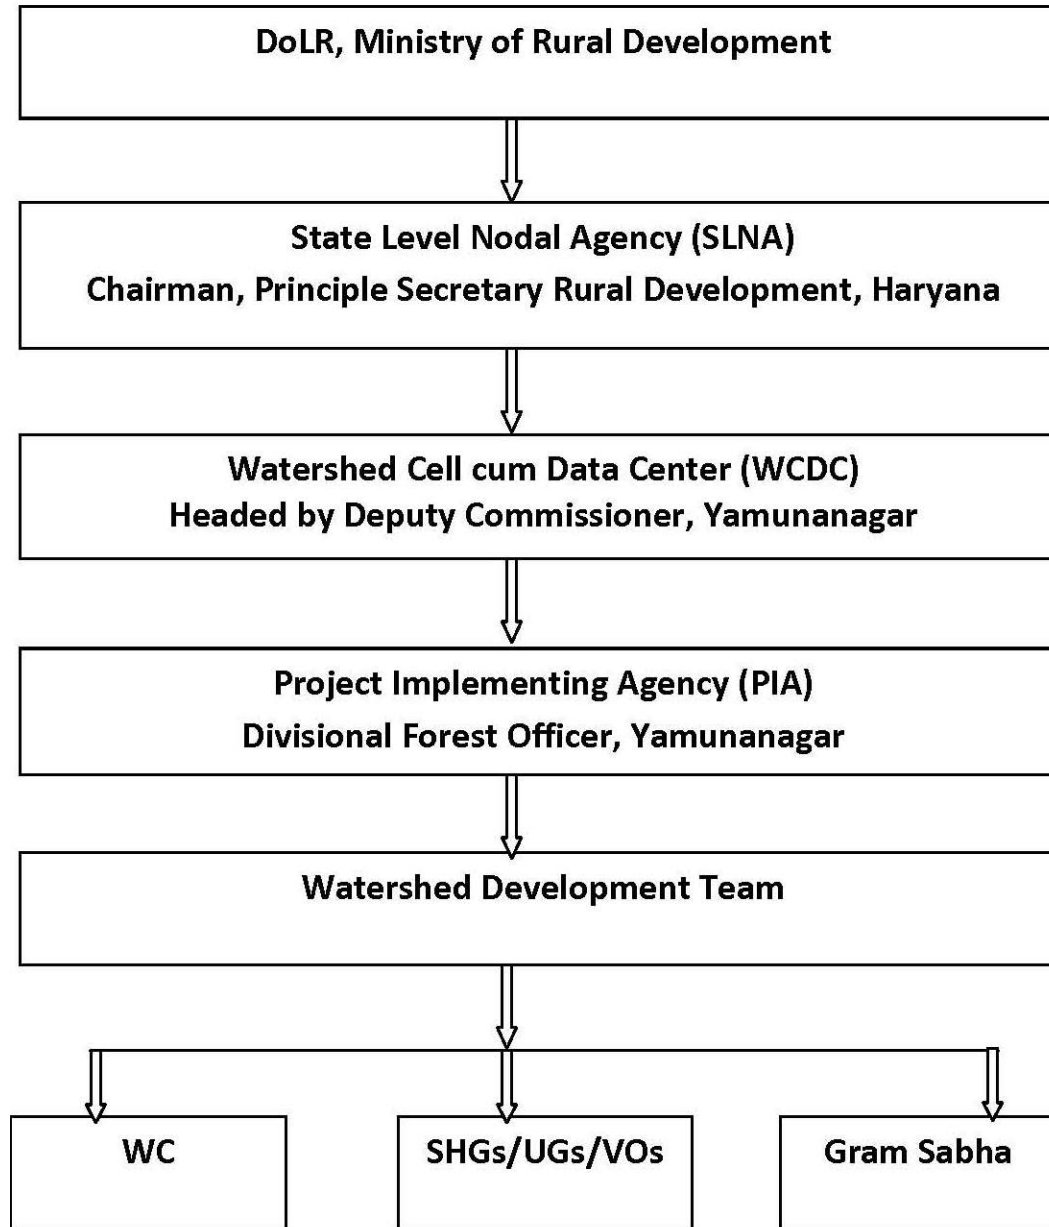 DoLR, Ministry of Rural Development
State Level Nodal Agency (SLNA)
Chairman, Principle Secretary Rural Development, Haryana
Watershed Cell cum Data Center (WCDC)
Headed by Deputy Commissioner, Yamunanagar
Project Implementing Agency (PIA)
Divisional Forest Officer, Yamunanagar
Watershed Development Team
WC
SHGs/UGs/VOs
Gram Sabha